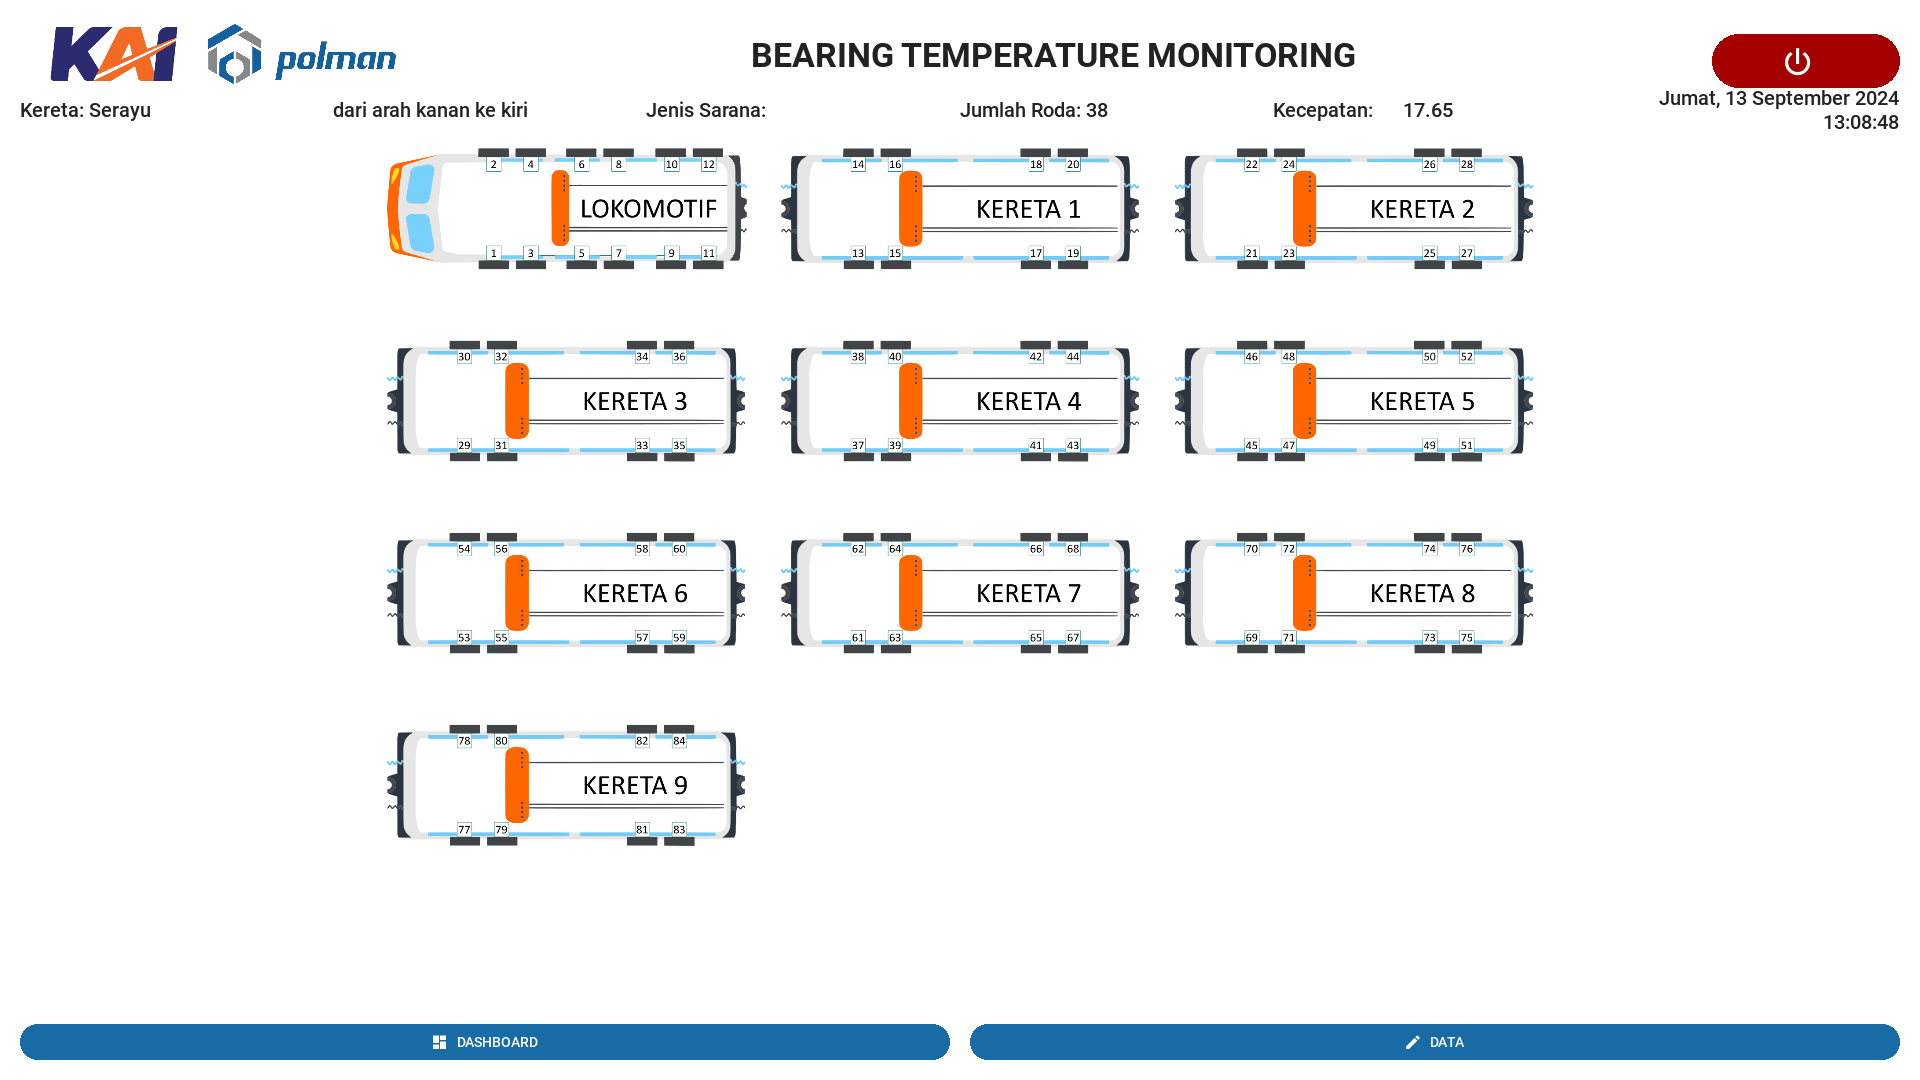 KAI polman BEARING TEMPERATURE MONITORING
Kereta: Serayu dari arah kanan ke kiri Jenis Sarana: Jumlah Roda: 38 Kecepatan: 17.65 Jumat, 13 September 2024
13:08:48
2 4 6 8 10 12 14 16 18 20 22 24 26 28
LOKOMOTIF KERETA 1 KERETA 2
1 3 5 7 9 11 13 15 17 19 21 23 25 27
30 32 34 36 38 40 42 44 46 48 50 52
KERETA 3 KERETA 4 KERETA 5
29 31 33 35 37 39 41 43 45 47 49 51
54 56 58 60 62 64 66 68 70 72 74 76
KERETA 6 KERETA 7 KERETA 8
53 55 57 59 61 63 65 67 69 71 73 75
78 80 82 84
KERETA 9
77 79 81 83
DASHBOARD DATA